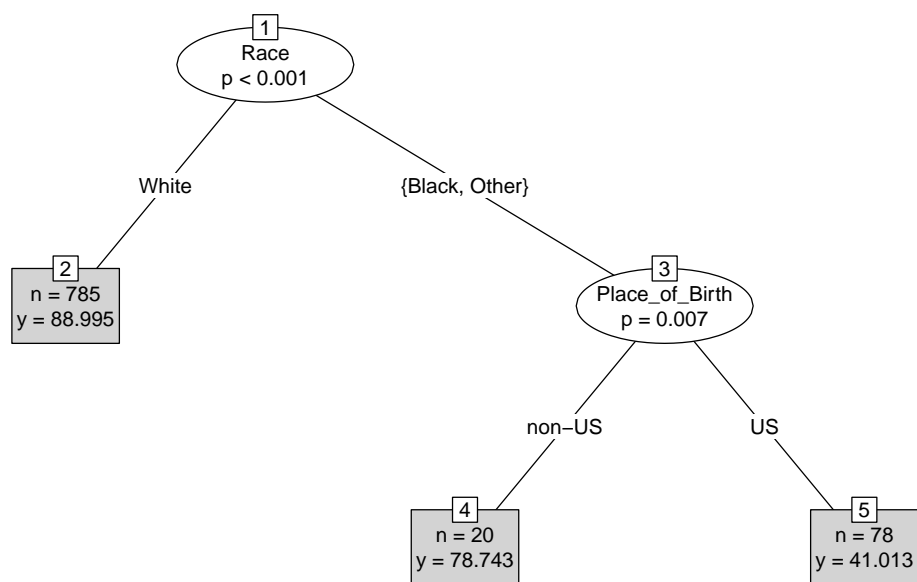 1
Race
p < 0.001
White
{Black, Other}
2
n = 785
y = 88.995
3
Place_of_Birth
p = 0.007
non−US
US
4
n = 20
y = 78.743
5
n = 78
y = 41.013